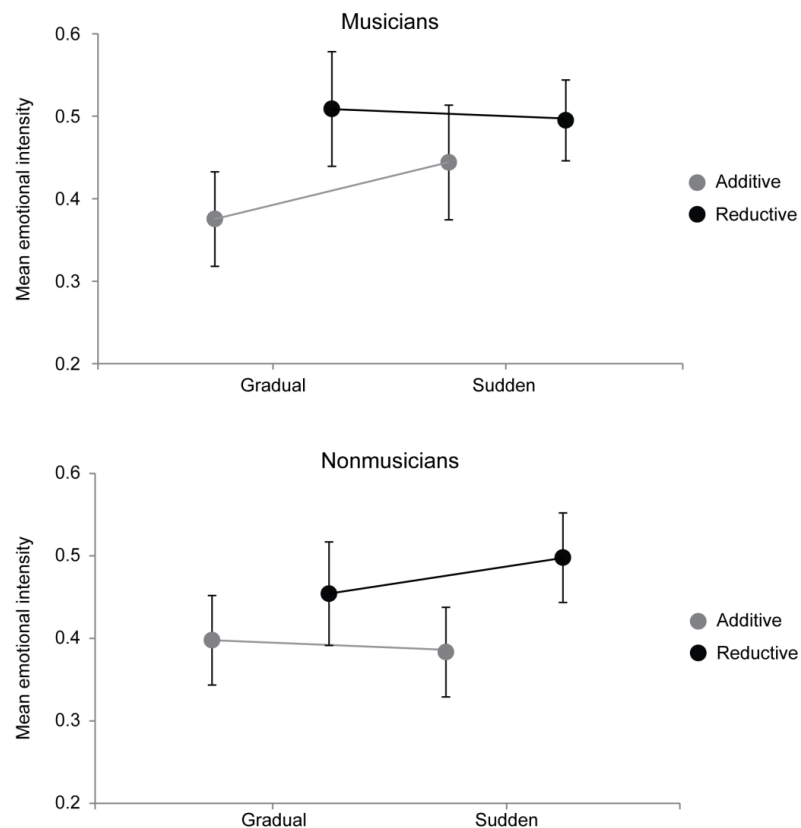 Musicians
Mean emotional intensity
0.6
0.5
0.4
0.3
0.2
Gradual Sudden
Additive
Reductive
Nonmusicians
Mean emotional intensity
0.6
0.5
0.4
0.3
0.2
Gradual Sudden
Additive
Reductive